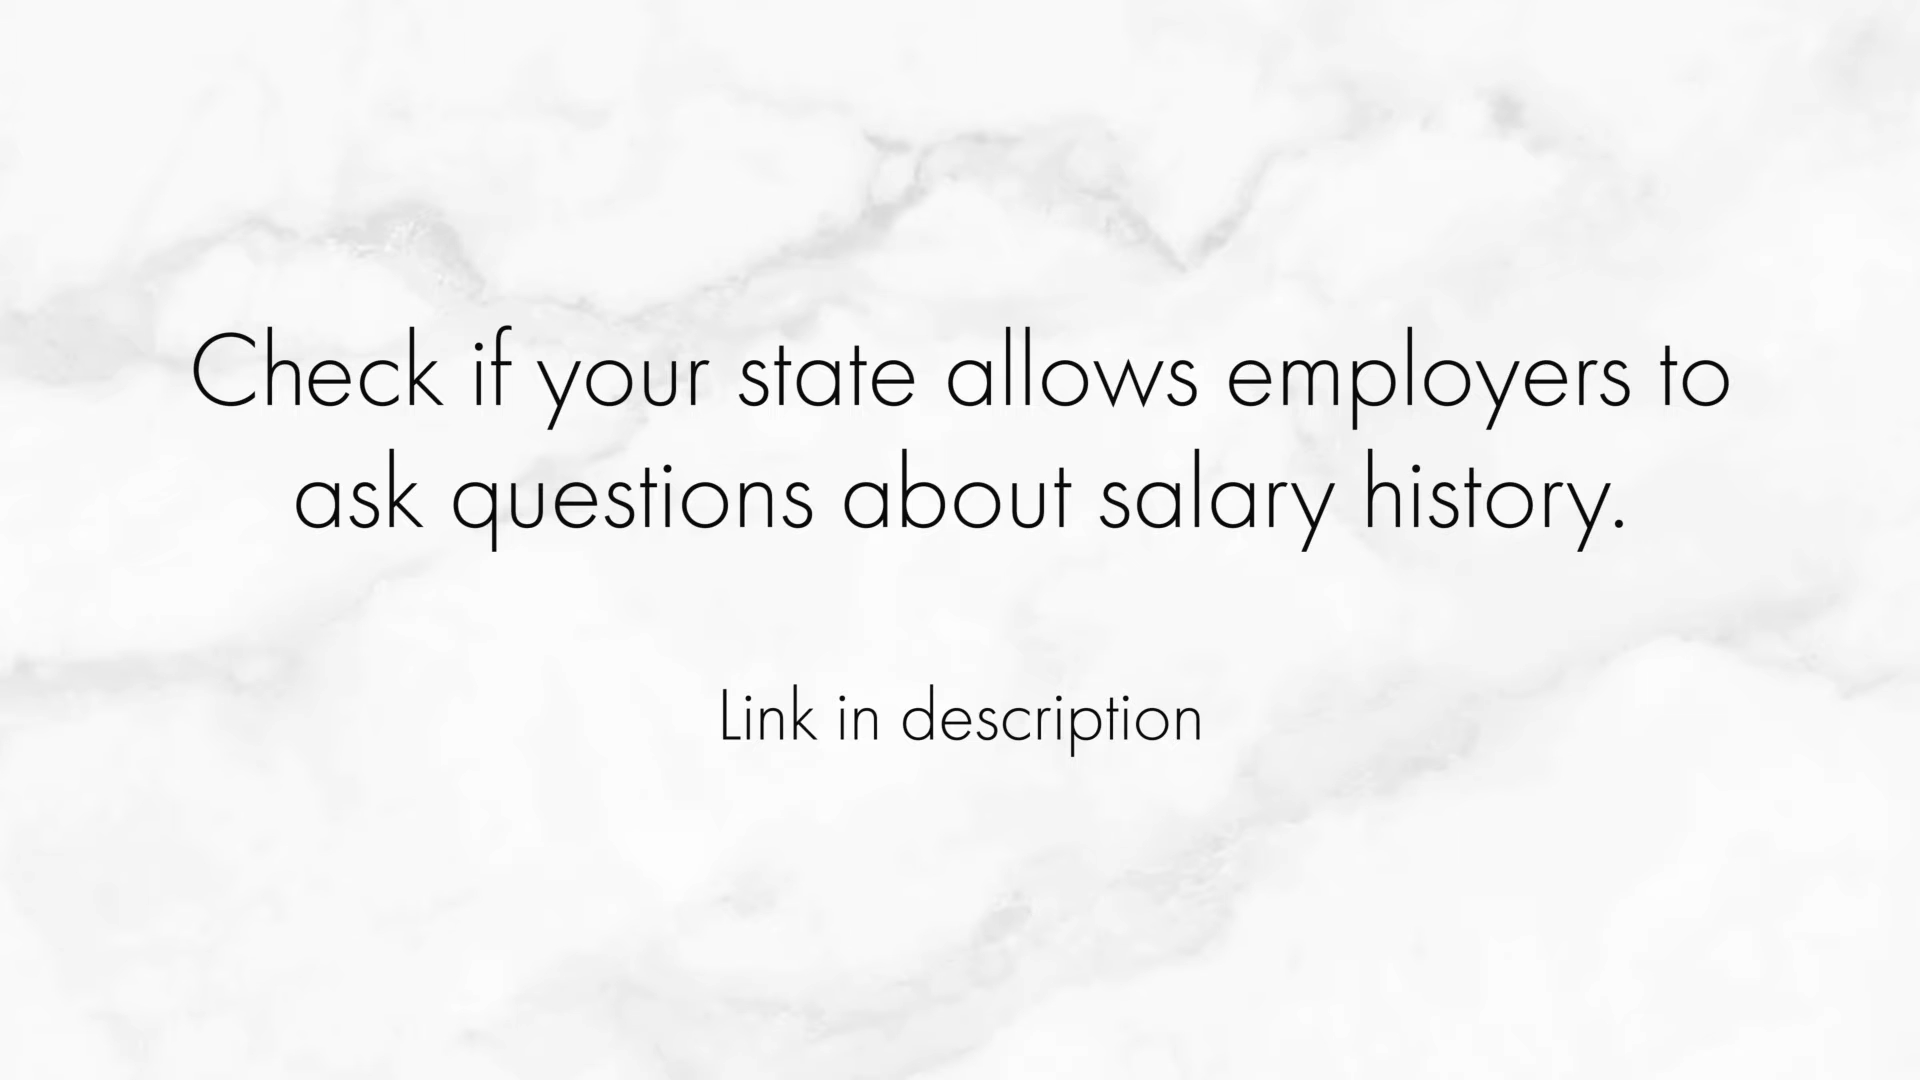 Check if your state allows employers to
ask questions about salary history.
Link in description